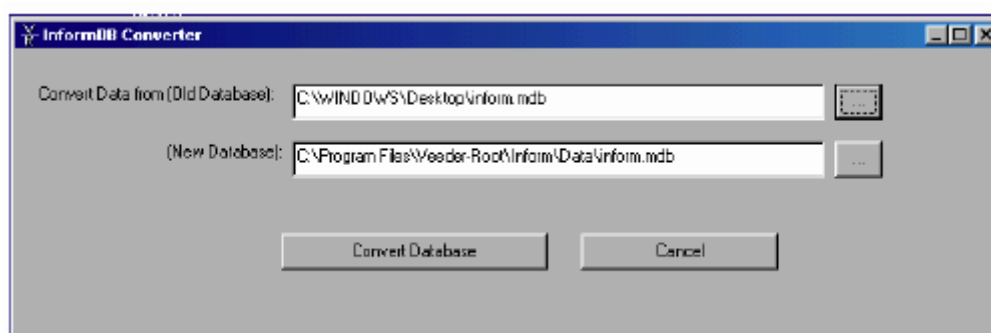 InformDB Converter
Convert Data from (Old Database): C:\WINDOWS\Desktop\inform.mdb ...
(New Database): C:\Program Files\Veeder-Root\Inform\Data\inform.mdb ...
Convert Database Cancel